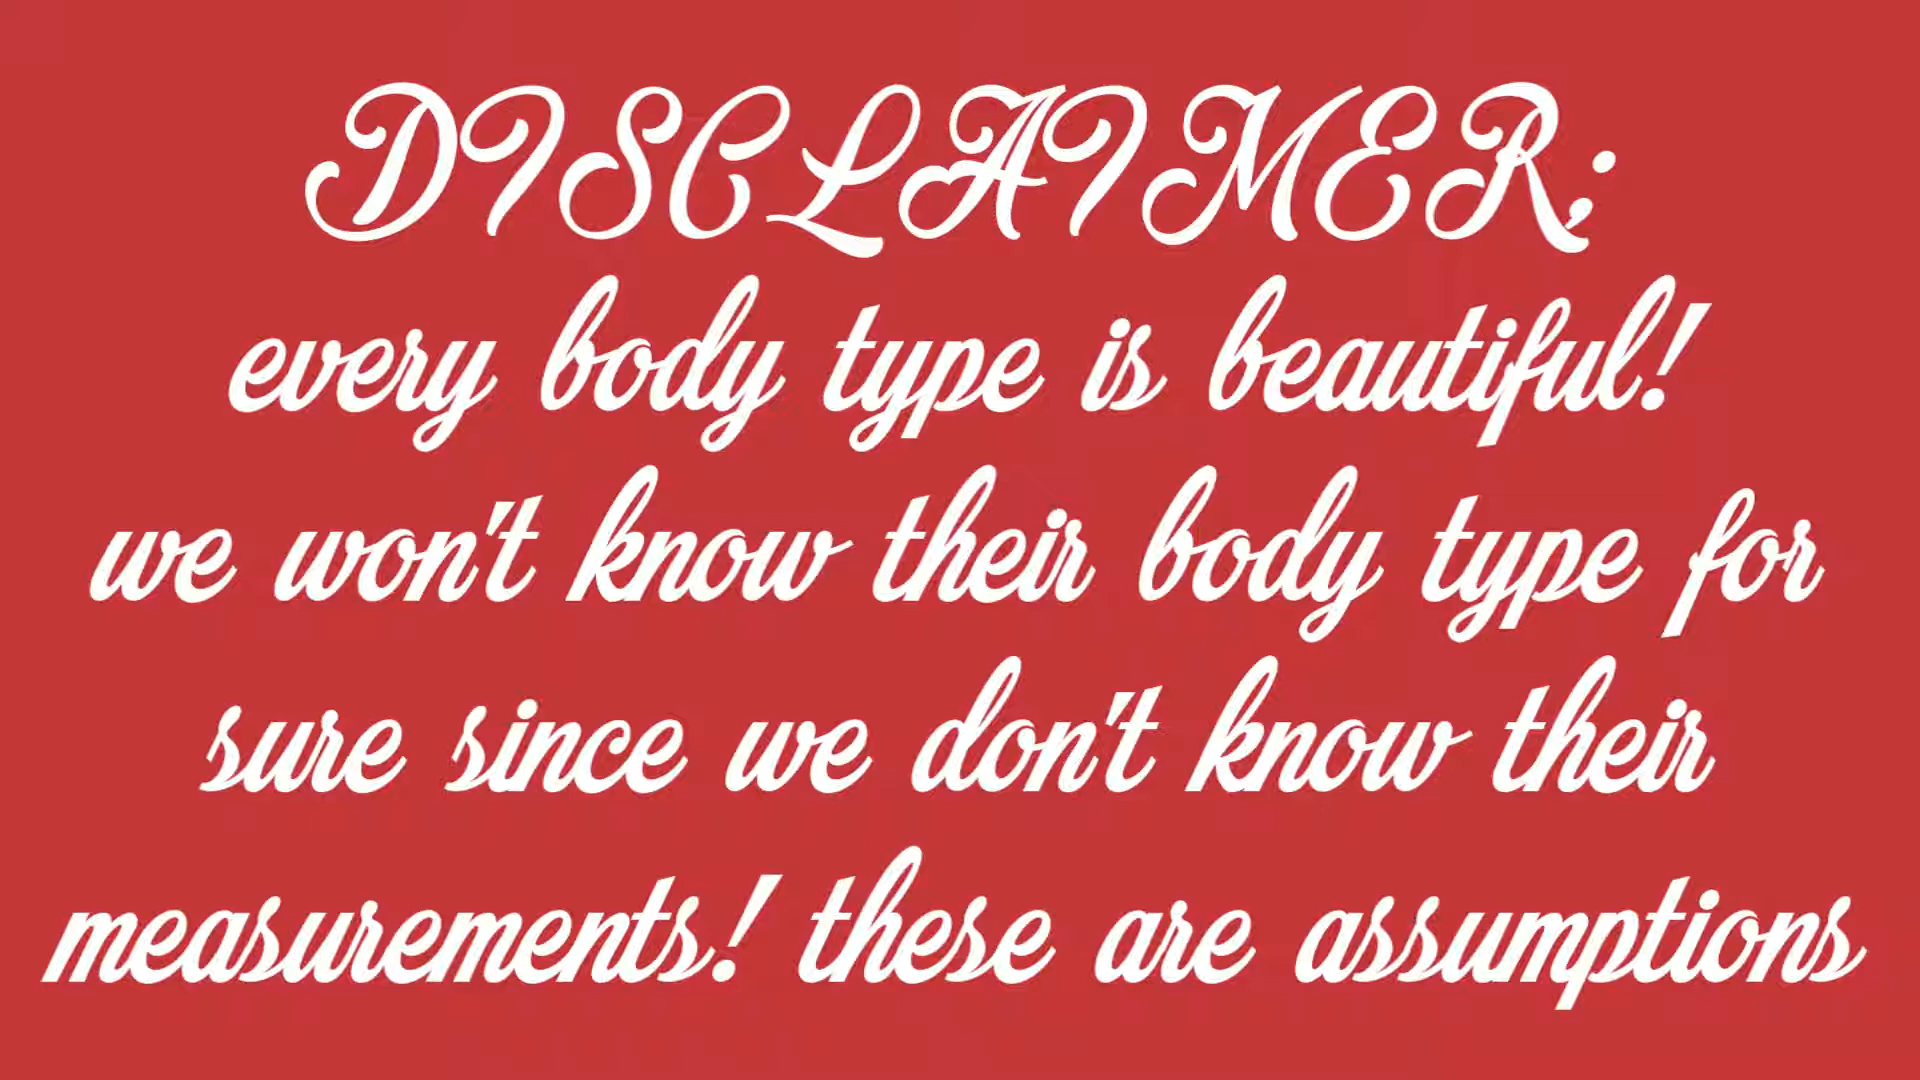 DISCLAIMER;
every body type is beautiful!
we won't know their body type for
sure since we don't know their
measurements! these are assumptions